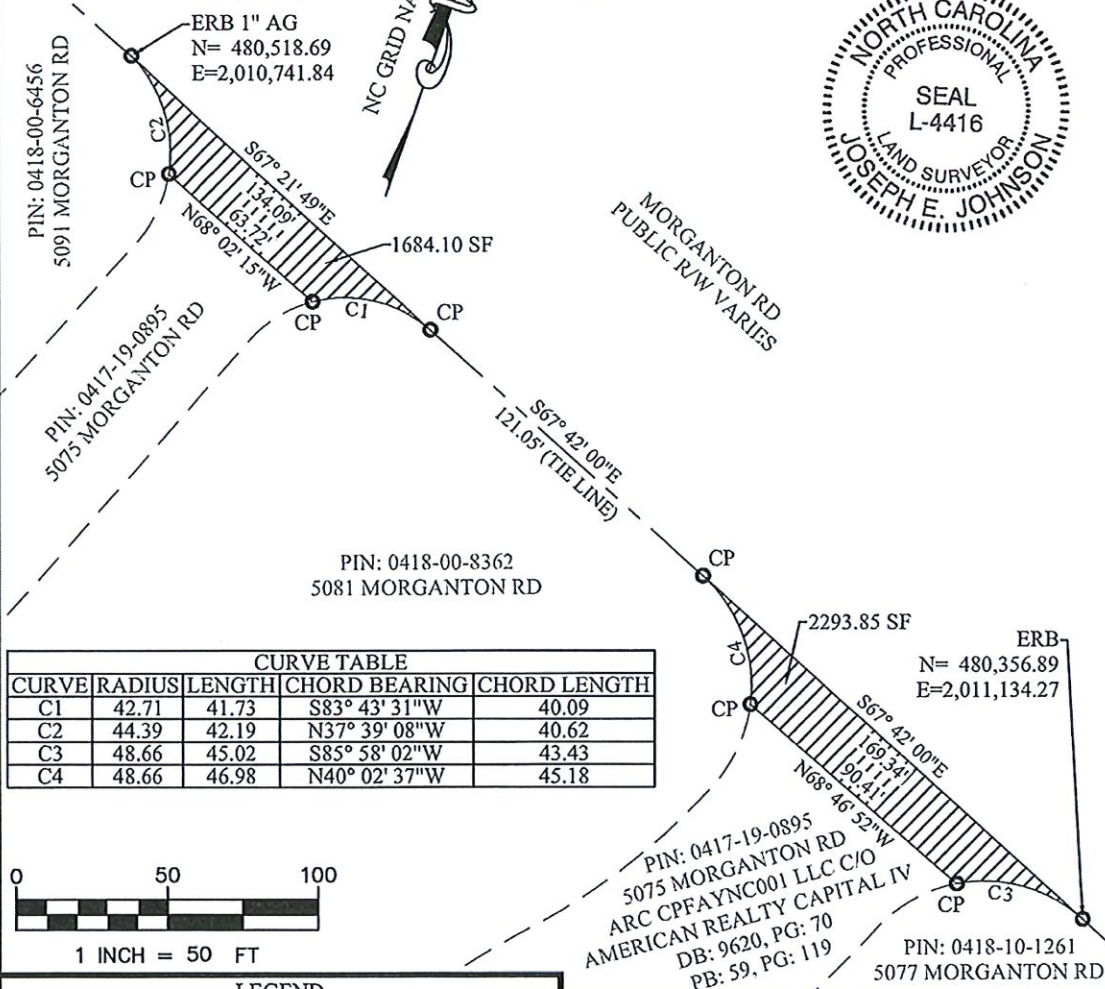 ERB 1" AG
N= 480,518.69
E=2,010,741.84
NC GRID NA
NORTH CAROLINA
PROFESSIONAL
SEAL
L-4416
LAND SURVEYOR
JOSEPH E. JOHNSON
PIN: 0418-00-6456
5091 MORGANTON RD
C2
CP
S67° 21' 49"E
134.09'
63.72'
N68° 02' 15"W
1684.10 SF
CP
C1
CP
MORGANTON RD
PUBLIC R/W VARIES
PIN: 0417-19-0895
5075 MORGANTON RD
S67° 42' 00"E
121.05' (TIE LINE)
PIN: 0418-00-8362
5081 MORGANTON RD
CP
C4
CP
2293.85 SF
ERB
N= 480,356.89
E=2,011,134.27
S67° 42' 00"E
169.34'
90.41'
N68° 46' 52"W
CP
C3
CURVE TABLE
CURVE RADIUS LENGTH CHORD BEARING CHORD LENGTH
C1 42.71 41.73 S83° 43' 31"W 40.09
C2 44.39 42.19 N37° 39' 08"W 40.62
C3 48.66 45.02 S85° 58' 02"W 43.43
C4 48.66 46.98 N40° 02' 37"W 45.18
PIN: 0417-19-0895
5075 MORGANTON RD
ARC CPFAYNC001 LLC C/O
AMERICAN REALTY CAPITAL IV
DB: 9620, PG: 70
PB: 59, PG: 119
PIN: 0418-10-1261
5077 MORGANTON RD
0 50 100
1 INCH = 50 FT
LEGEND